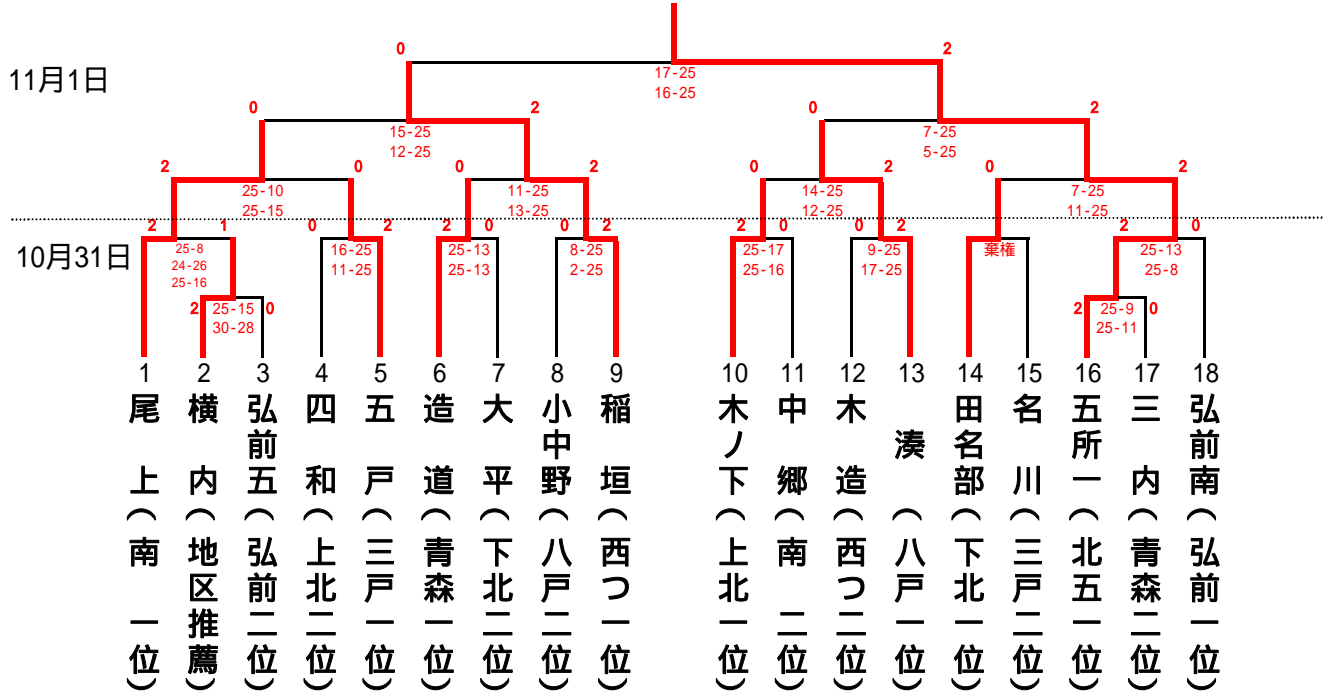 0 2
11月1日
17-25
16-25
0 2 0 2
15-25
12-25
7-25
5-25
2 0 0 2 0 2 0 2
25-10
25-15
11-25
13-25
14-25
12-25
7-25
11-25
2 1 0 2 2 0 0 2 2 0 0 2 2 0
10月31日
25-8
24-26
25-16
16-25
11-25
25-13
25-13
8-25
2-25
25-17
25-16
9-25
17-25
棄権
25-13
25-8
2 0 2 0
25-15
30-28
25-9
25-11
1 2 3 4 5 6 7 8 9 10 11 12 13 14 15 16 17 18
尾上(南一位)
横内(地区推薦)
弘前五(弘前二位)
四和(上北二位)
五戸(三戸一位)
造道(青森一位)
大平(下北二位)
小中野(八戸二位)
稲垣(西つ一位)
木ノ下(上北一位)
中郷(南二位)
木造(西つ二位)
湊(八戸一位)
田名部(下北一位)
名川(三戸二位)
五所一(北五一位)
三内(青森二位)
弘前南(弘前一位)